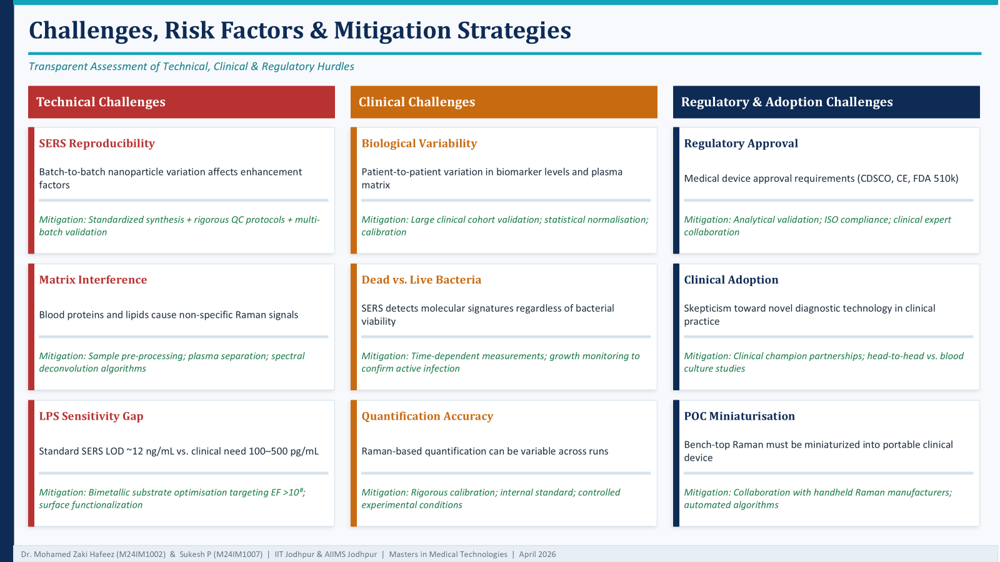 Challenges, Risk Factors & Mitigation Strategies
Transparent Assessment of Technical, Clinical & Regulatory Hurdles
Technical Challenges
SERS Reproducibility
Batch-to-batch nanoparticle variation affects enhancement
factors
Mitigation: Standardized synthesis + rigorous QC protocols + multi-
batch validation
Matrix Interference
Blood proteins and lipids cause non-specific Raman signals
Mitigation: Sample pre-processing; plasma separation; spectral
deconvolution algorithms
LPS Sensitivity Gap
Standard SERS LOD ~12 ng/mL vs. clinical need 100–500 pg/mL
Mitigation: Bimetallic substrate optimisation targeting EF >10⁸;
surface functionalization
Clinical Challenges
Biological Variability
Patient-to-patient variation in biomarker levels and plasma
matrix
Mitigation: Large clinical cohort validation; statistical normalisation;
calibration
Dead vs. Live Bacteria
SERS detects molecular signatures regardless of bacterial
viability
Mitigation: Time-dependent measurements; growth monitoring to
confirm active infection
Quantification Accuracy
Raman-based quantification can be variable across runs
Mitigation: Rigorous calibration; internal standard; controlled
experimental conditions
Regulatory & Adoption Challenges
Regulatory Approval
Medical device approval requirements (CDSCO, CE, FDA 510k)
Mitigation: Analytical validation; ISO compliance; clinical expert
collaboration
Clinical Adoption
Skepticism toward novel diagnostic technology in clinical
practice
Mitigation: Clinical champion partnerships; head-to-head vs. blood
culture studies
POC Miniaturisation
Bench-top Raman must be miniaturized into portable clinical
device
Mitigation: Collaboration with handheld Raman manufacturers;
automated algorithms
Dr. Mohamed Zaki Hafeez (M24IM1002) & Sukesh P (M24IM1007) | IIT Jodhpur & AIIMS Jodhpur | Masters in Medical Technologies | April 2026